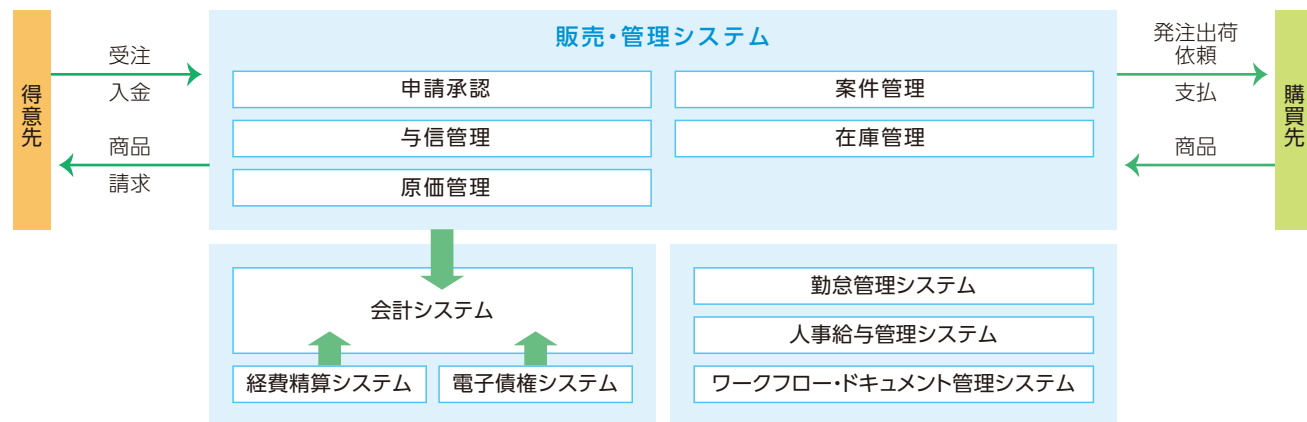 販売・管理システム
得意先
受注
入金
商品
請求
申請承認
案件管理
与信管理
在庫管理
原価管理
発注出荷
依頼
支払
商品
購買先
会計システム
経費精算システム
電子債権システム
勤怠管理システム
人事給与管理システム
ワークフロー・ドキュメント管理システム